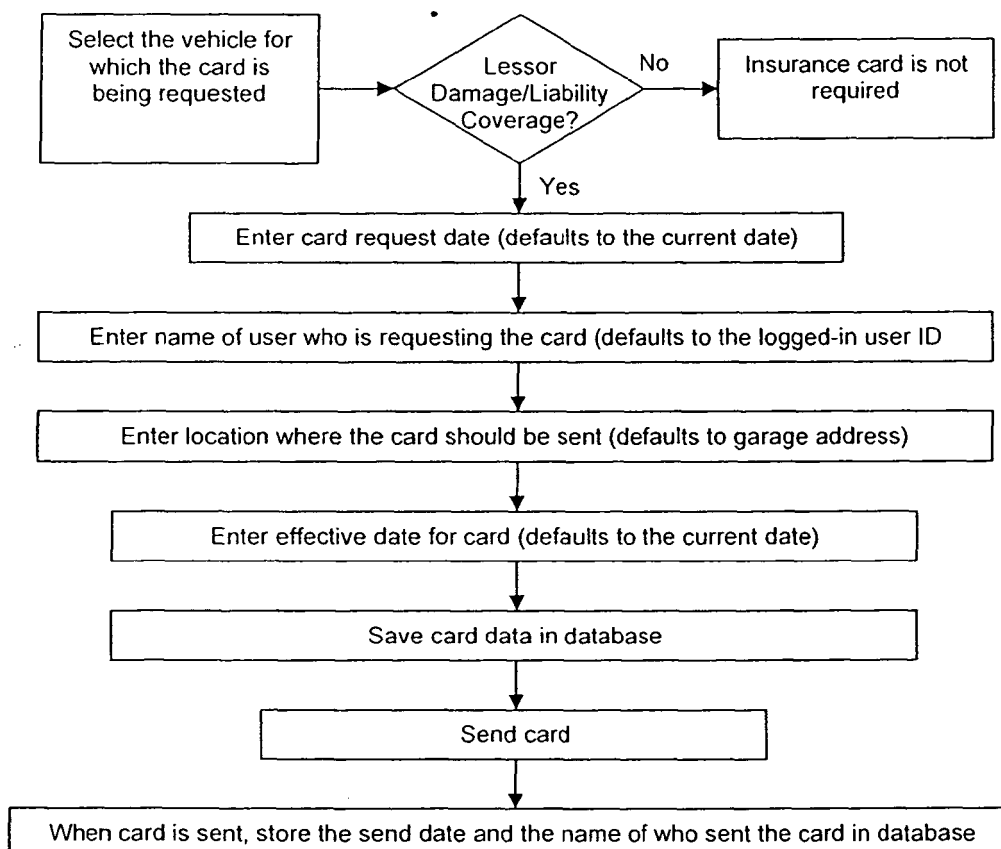 Select the vehicle for
which the card is
being requested
Lessor
Damage/Liability
Coverage?
No
Insurance card is not
required
Yes
Enter card request date (defaults to the current date)
Enter name of user who is requesting the card (defaults to the logged-in user ID
Enter location where the card should be sent (defaults to garage address)
Enter effective date for card (defaults to the current date)
Save card data in database
Send card
When card is sent, store the send date and the name of who sent the card in database